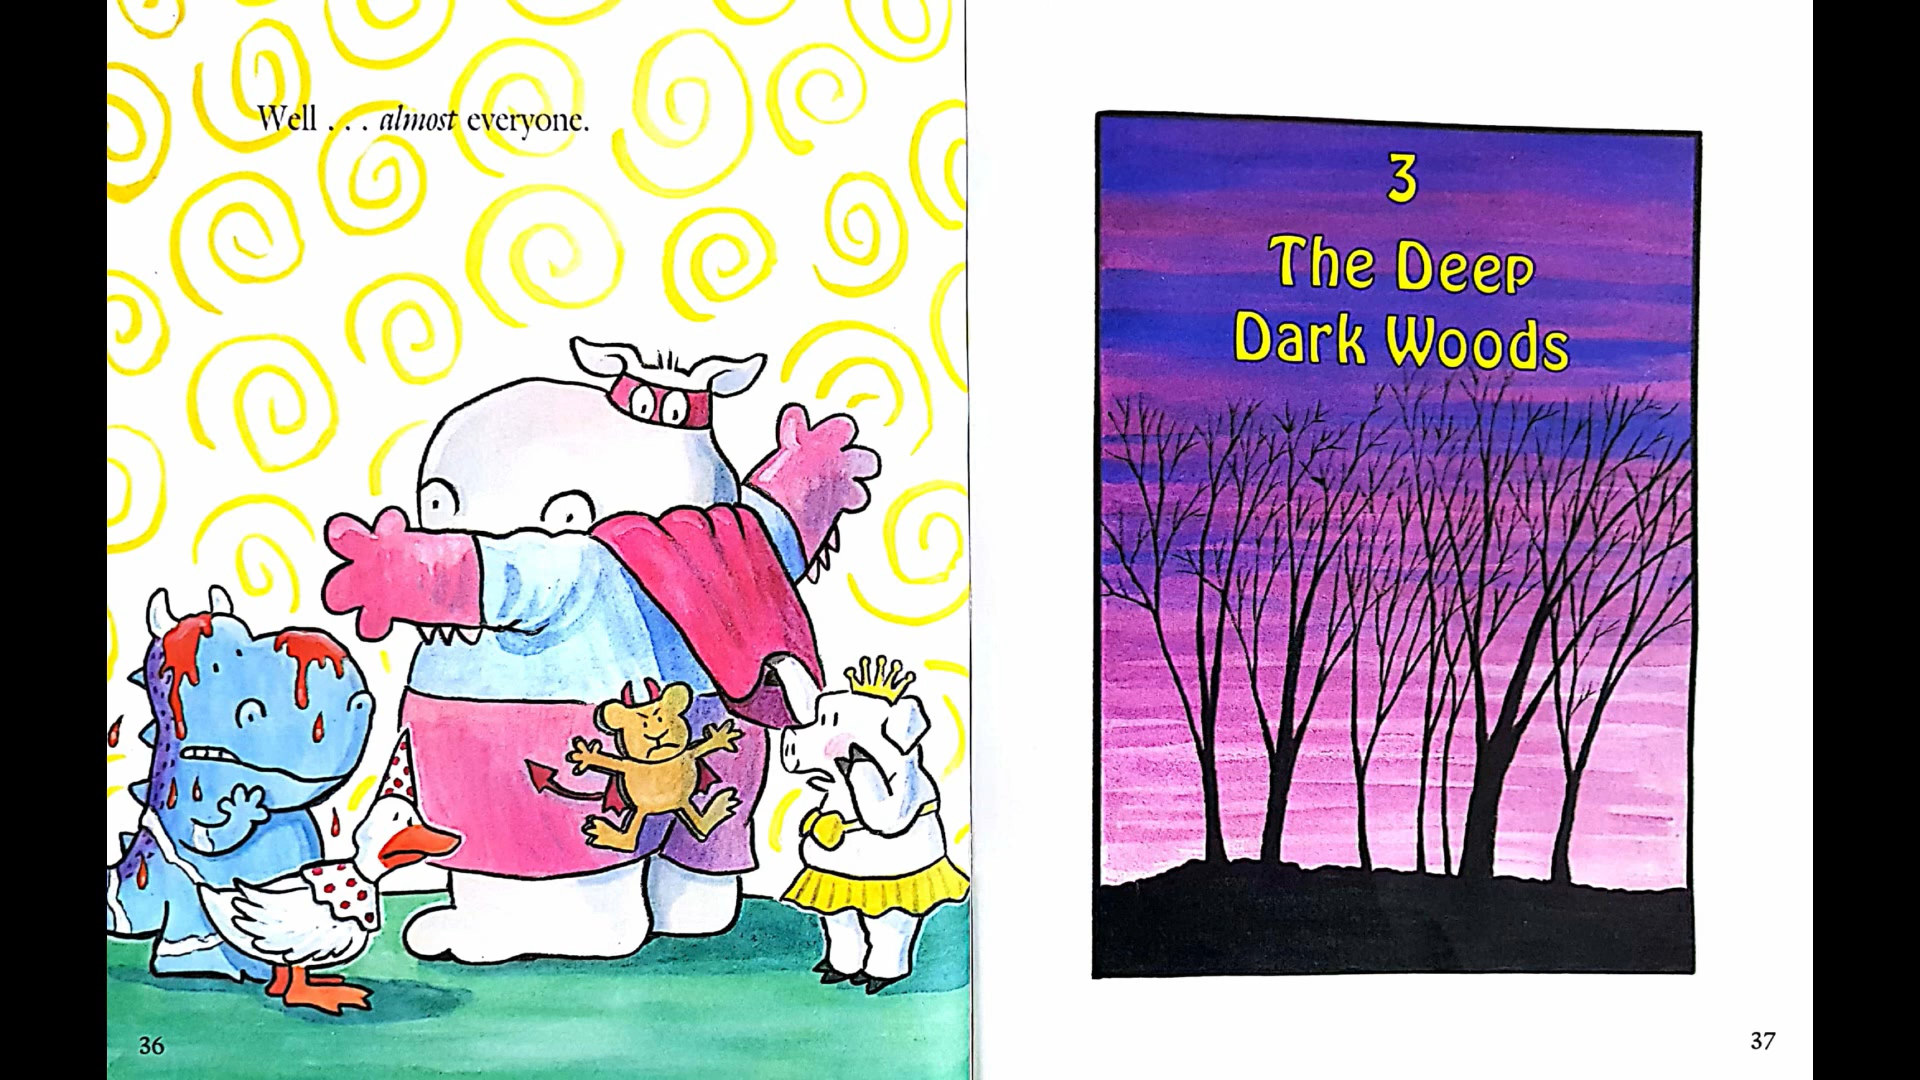 Well . . . almost everyone.
36
3
The Deep
Dark Woods
37